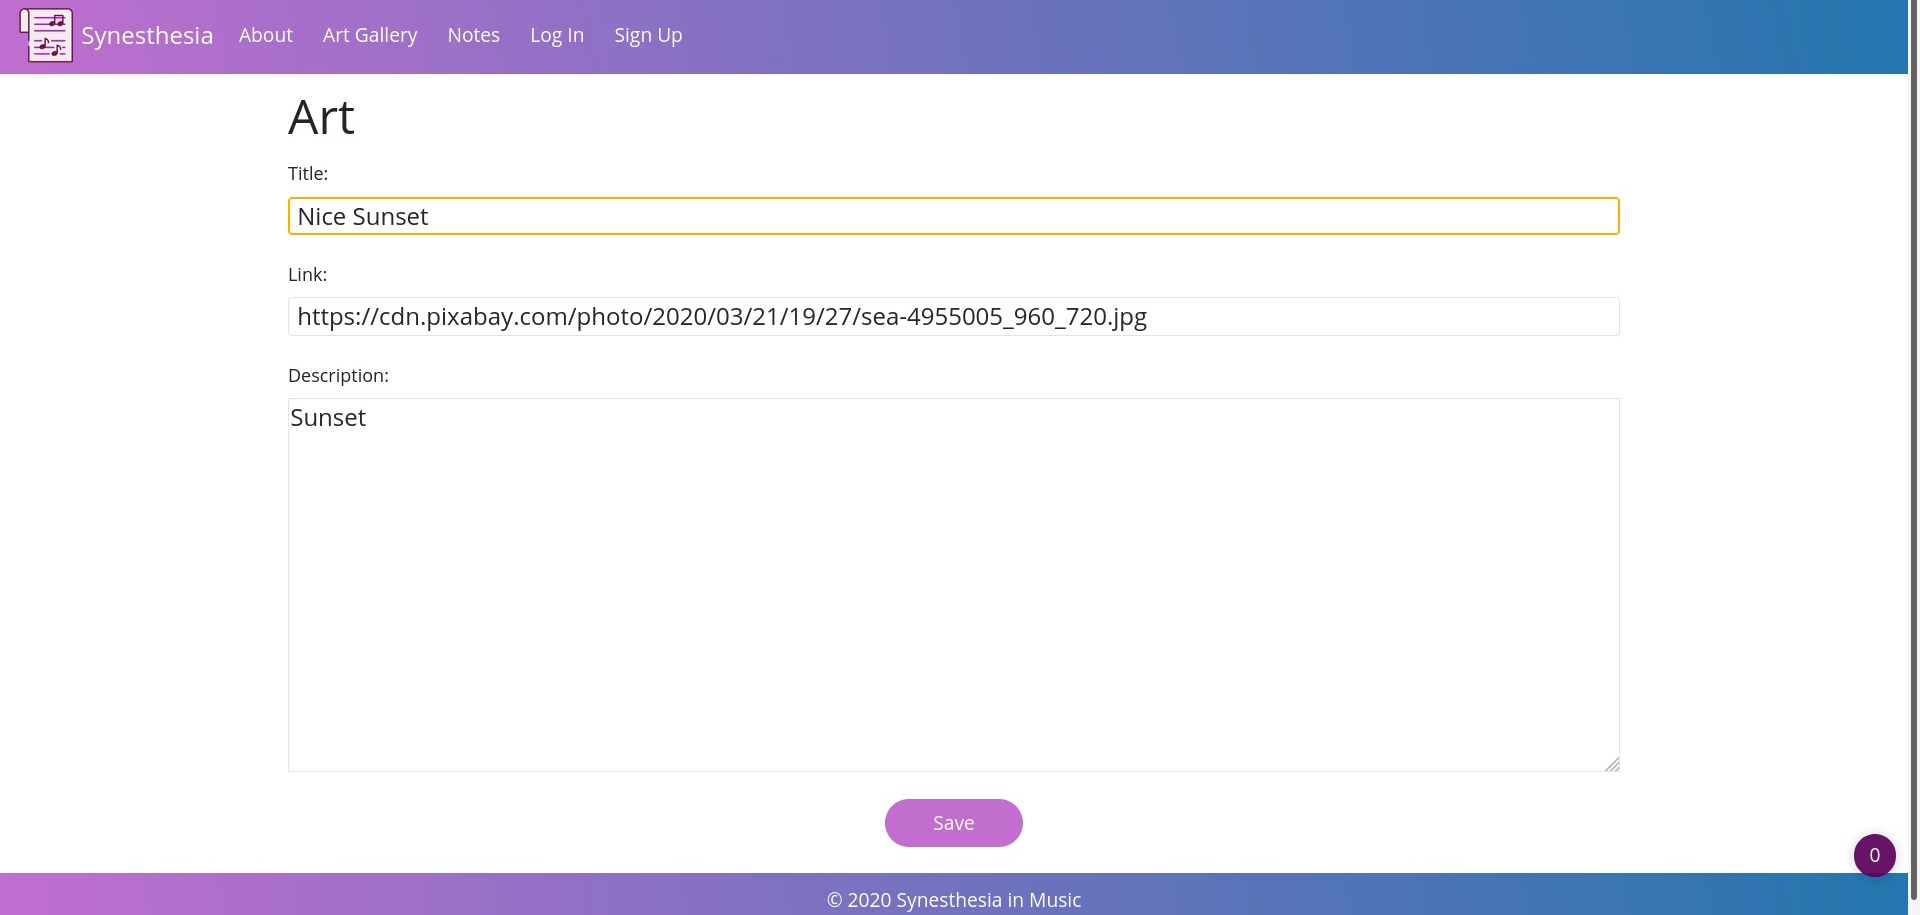 Synesthesia About Art Gallery Notes Log In Sign Up
Art
Title:
Nice Sunset
Link:
https://cdn.pixabay.com/photo/2020/03/21/19/27/sea-4955005_960_720.jpg
Description:
Sunset
Save
0
© 2020 Synesthesia in Music